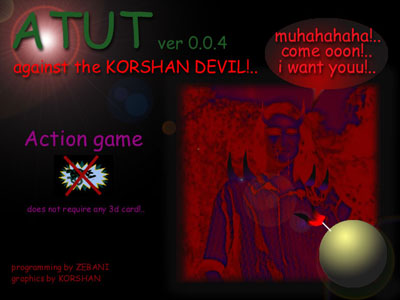 ATUT ver 0.0.4
against the KORSHAN DEVIL!..
muhahahaha!..
come ooon!..
i want youu!..
Action game
does not require any 3d card!..
programming by ZEBANI
graphics by KORSHAN